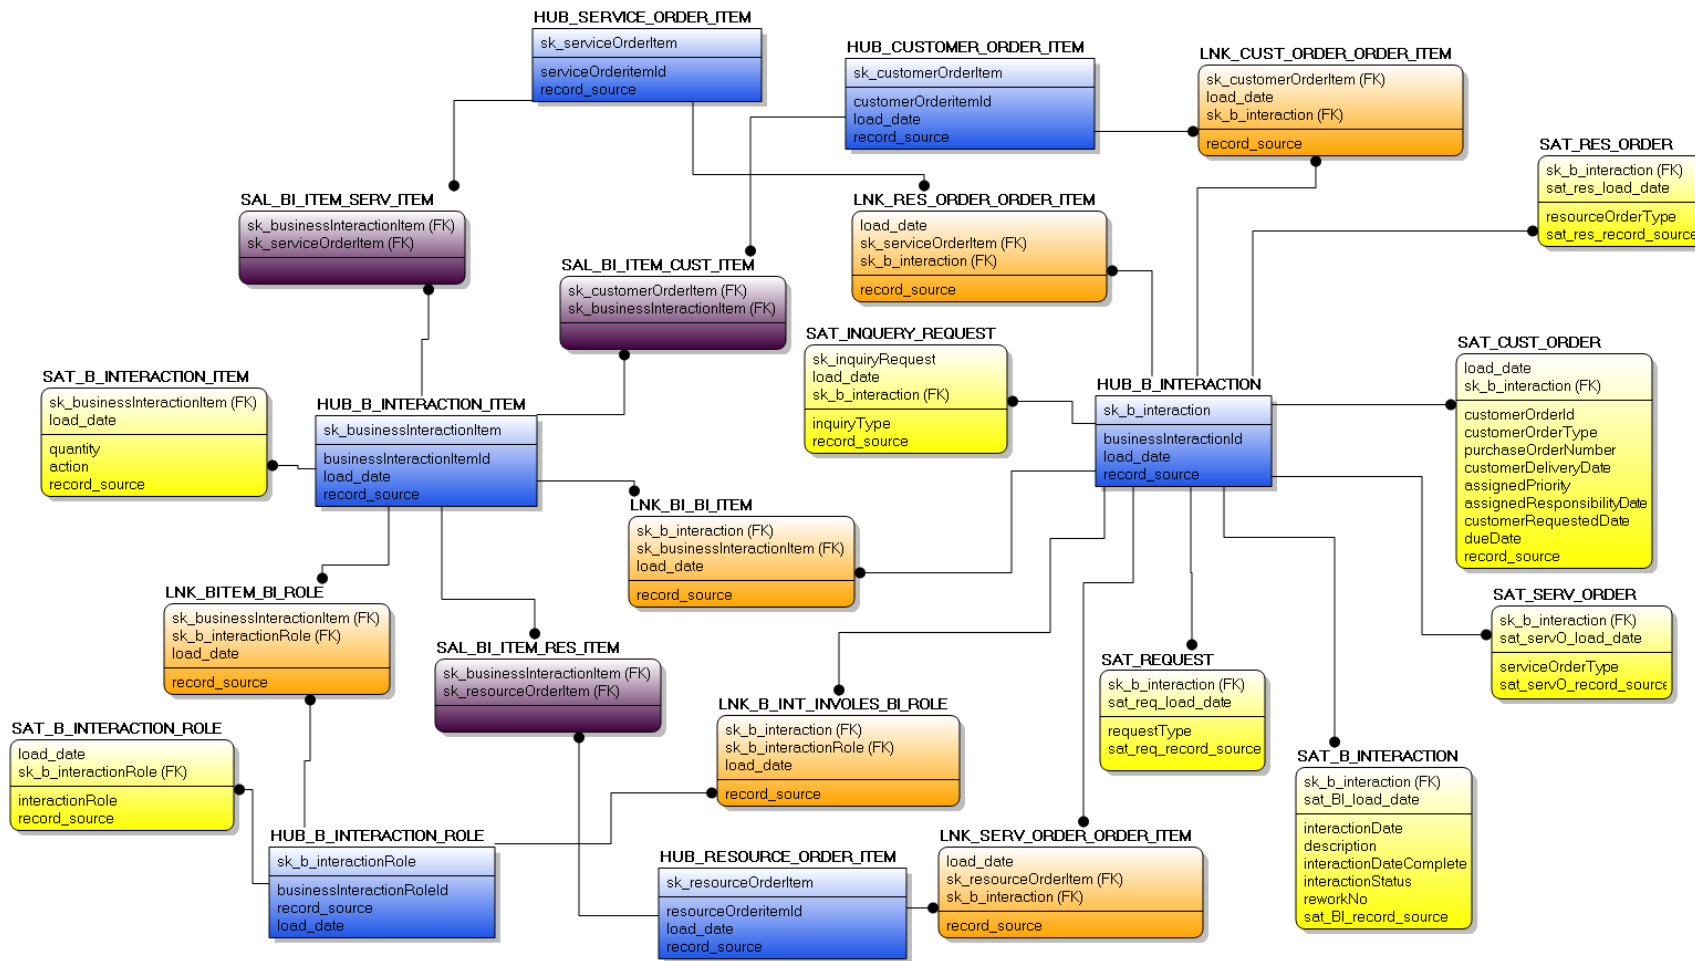 HUB_SERVICE_ORDER_ITEM
sk_serviceOrderItem
serviceOrderitemId
record_source
HUB_CUSTOMER_ORDER_ITEM
sk_customerOrderItem
customerOrderitemId
load_date
record_source
LNK_CUST_ORDER_ORDER_ITEM
sk_customerOrderItem (FK)
load_date
sk_b_interaction (FK)
record_source
SAT_RES_ORDER
sk_b_interaction (FK)
sat_res_load_date
resourceOrderType
sat_res_record_source
SAL_BI_ITEM_SERV_ITEM
sk_businessInteractionItem (FK)
sk_serviceOrderItem (FK)
LNK_RES_ORDER_ORDER_ITEM
load_date
sk_serviceOrderItem (FK)
sk_b_interaction (FK)
record_source
SAL_BI_ITEM_CUST_ITEM
sk_customerOrderItem (FK)
sk_businessInteractionItem (FK)
SAT_INQUERY_REQUEST
sk_inquiryRequest
load_date
sk_b_interaction (FK)
inquiryType
record_source
SAT_CUST_ORDER
load_date
sk_b_interaction (FK)
customerOrderId
customerOrderType
purchaseOrderNumber
customerDeliveryDate
assignedPriority
assignedResponsibilityDate
customerRequestedDate
dueDate
record_source
SAT_B_INTERACTION_ITEM
sk_businessInteractionItem (FK)
load_date
quantity
action
record_source
HUB_B_INTERACTION_ITEM
sk_businessInteractionItem
businessInteractionItemId
load_date
record_source
HUB_B_INTERACTION
sk_b_interaction
businessInteractionId
load_date
record_source
LNK_BI_BI_ITEM
sk_b_interaction (FK)
sk_businessInteractionItem (FK)
load_date
record_source
LNK_BITEM_BI_ROLE
sk_businessInteractionItem (FK)
sk_b_interactionRole (FK)
load_date
record_source
SAT_SERV_ORDER
sk_b_interaction (FK)
sat_servO_load_date
serviceOrderType
sat_servO_record_source
SAL_BI_ITEM_RES_ITEM
sk_businessInteractionItem (FK)
sk_resourceOrderItem (FK)
SAT_REQUEST
sk_b_interaction (FK)
sat_req_load_date
requestType
sat_req_record_source
LNK_B_INT_INVOLES_BI_ROLE
sk_b_interaction (FK)
sk_b_interactionRole (FK)
load_date
record_source
SAT_B_INTERACTION_ROLE
load_date
sk_b_interactionRole (FK)
interactionRole
record_source
SAT_B_INTERACTION
sk_b_interaction (FK)
sat_BI_load_date
interactionDate
description
interactionDateComplete
interactionStatus
reworkNo
sat_BI_record_source
HUB_B_INTERACTION_ROLE
sk_b_interactionRole
businessInteractionRoleId
record_source
load_date
HUB_RESOURCE_ORDER_ITEM
sk_resourceOrderItem
resourceOrderitemId
load_date
record_source
LNK_SERV_ORDER_ORDER_ITEM
load_date
sk_resourceOrderItem (FK)
sk_b_interaction (FK)
record_source